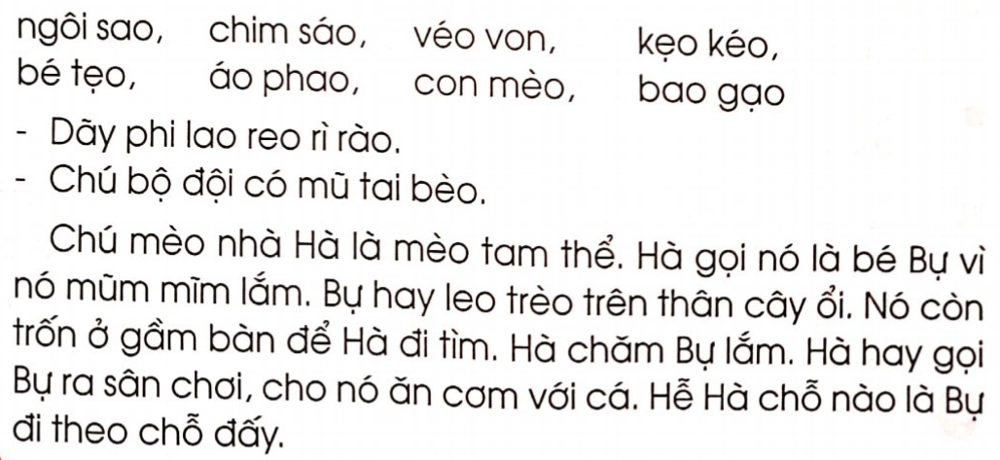 ngôi sao, chim sáo, véo von, kẹo kéo,
bé tẹo, áo phao, con mèo, bao gạo
- Dãy phi lao reo rì rào.
- Chú bộ đội có mũ tai bèo.
Chú mèo nhà Hà là mèo tam thể. Hà gọi nó là bé Bự vì
nó mũm mĩm lắm. Bự hay leo trèo trên thân cây ổi. Nó còn
trốn ở gầm bàn để Hà đi tìm. Hà chăm Bự lắm. Hà hay gọi
Bự ra sân chơi, cho nó ăn cơm với cá. Hễ Hà chỗ nào là Bự
đi theo chỗ đấy.